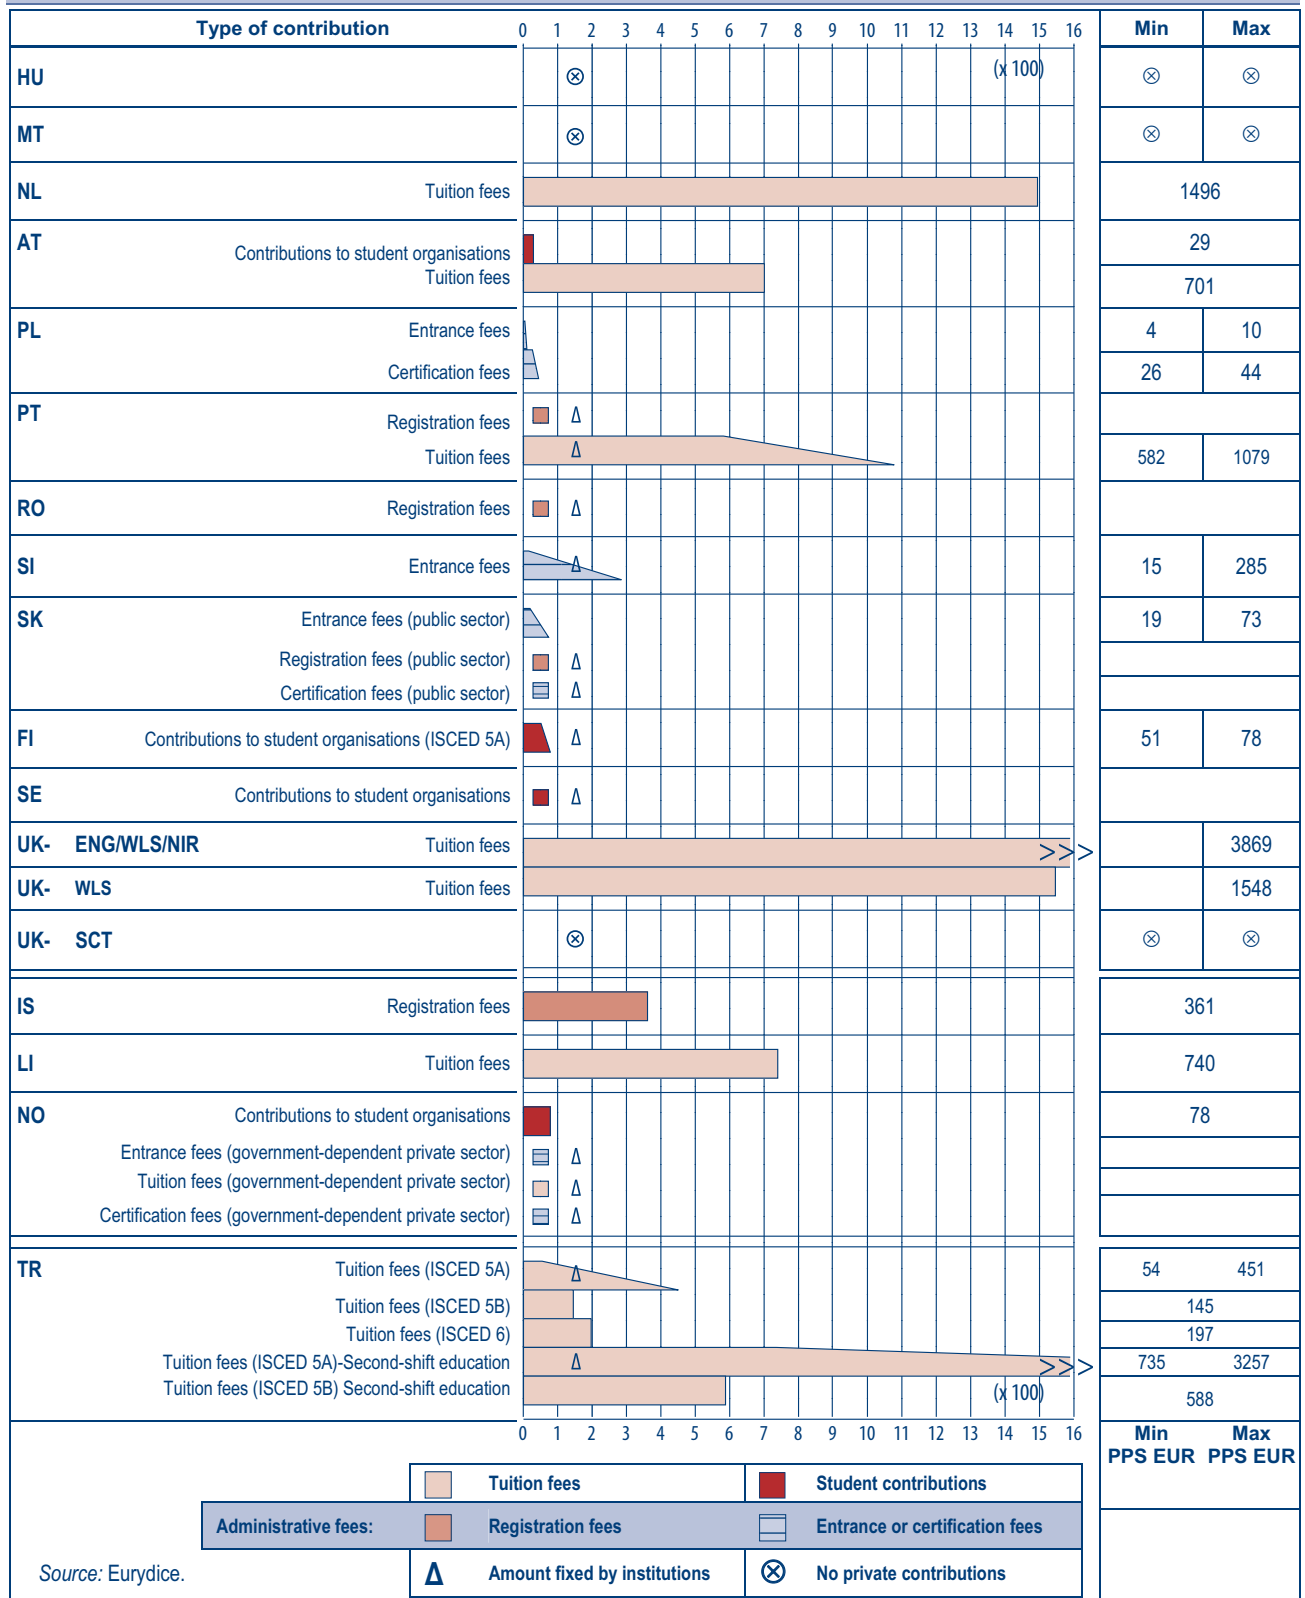 Type of contribution 0 1 2 3 4 5 6 7 8 9 10 11 12 13 14 15 16 Min Max
(x 100)
HU ⊗ ⊗ ⊗
MT ⊗ ⊗ ⊗
NL Tuition fees 1496
AT Contributions to student organisations 29
Tuition fees 701
PL Entrance fees 4 10
Certification fees 26 44
PT Registration fees Δ
Tuition fees Δ 582 1079
RO Registration fees Δ
SI Entrance fees Δ 15 285
SK Entrance fees (public sector) 19 73
Registration fees (public sector) Δ
Certification fees (public sector) Δ
FI Contributions to student organisations (ISCED 5A) Δ 51 78
SE Contributions to student organisations Δ
UK- ENG/WLS/NIR Tuition fees >>> 3869
UK- WLS Tuition fees 1548
UK- SCT ⊗ ⊗ ⊗
IS Registration fees 361
LI Tuition fees 740
NO Contributions to student organisations 78
Entrance fees (government-dependent private sector) Δ
Tuition fees (government-dependent private sector) Δ
Certification fees (government-dependent private sector) Δ
TR Tuition fees (ISCED 5A) Δ 54 451
Tuition fees (ISCED 5B) 145
Tuition fees (ISCED 6) 197
Tuition fees (ISCED 5A)-Second-shift education Δ >>> 735 3257
Tuition fees (ISCED 5B) Second-shift education (x 100) 588
0 1 2 3 4 5 6 7 8 9 10 11 12 13 14 15 16 Min Max
PPS EUR PPS EUR
Tuition fees Student contributions
Administrative fees: Registration fees Entrance or certification fees
Source: Eurydice. Δ Amount fixed by institutions ⊗ No private contributions